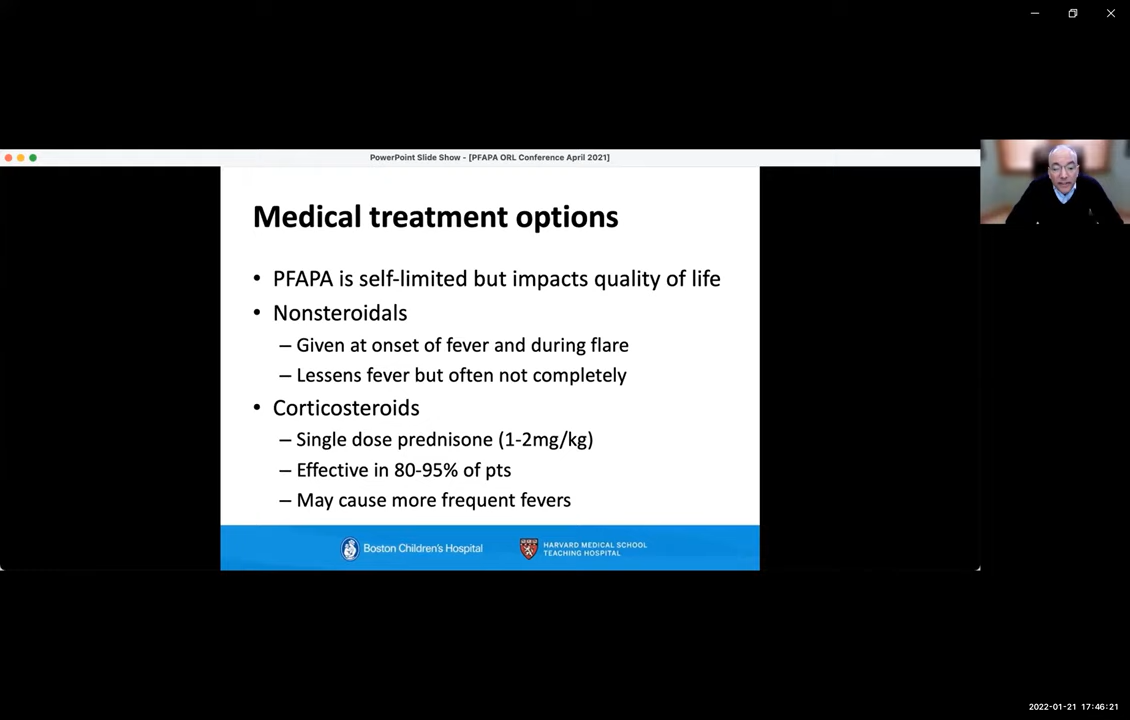 PowerPoint Slide Show - [PFAPA ORL Conference April 2021]
Medical treatment options
• PFAPA is self-limited but impacts quality of life
• Nonsteroidals
– Given at onset of fever and during flare
– Lessens fever but often not completely
• Corticosteroids
– Single dose prednisone (1-2mg/kg)
– Effective in 80-95% of pts
– May cause more frequent fevers
Boston Children's Hospital
HARVARD MEDICAL SCHOOL
TEACHING HOSPITAL
2022-01-21 17:46:21